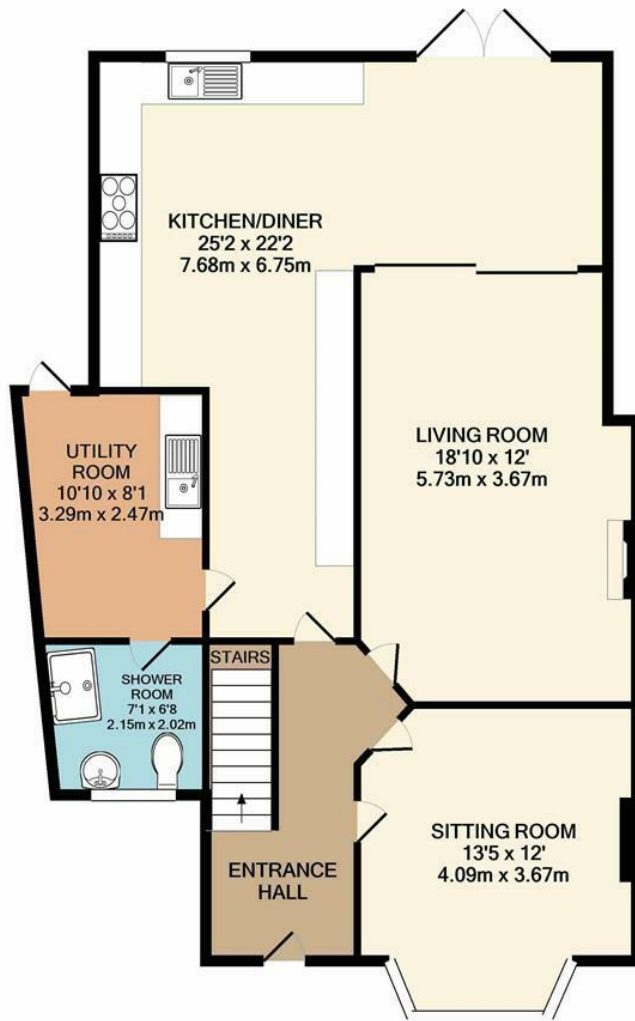 KITCHEN/DINER
25'2 x 22'2
7.68m x 6.75m
LIVING ROOM
18'10 x 12'
5.73m x 3.67m
UTILITY
ROOM
10'10 x 8'1
3.29m x 2.47m
STAIRS
SHOWER
ROOM
7'1 x 6'8
2.15m x 2.02m
ENTRANCE
HALL
SITTING ROOM
13'5 x 12'
4.09m x 3.67m